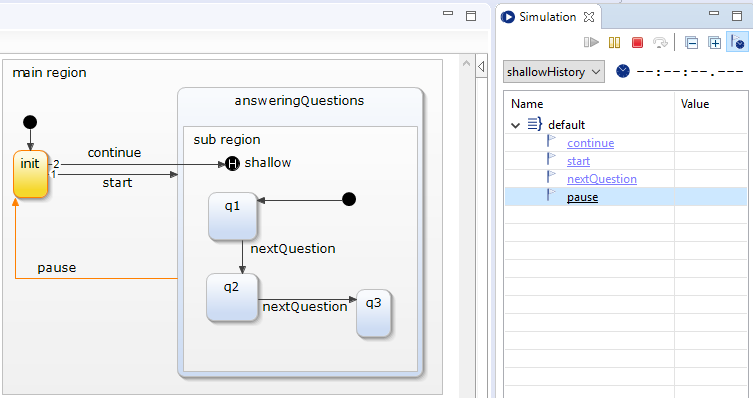 main region
answeringQuestions
sub region
init
2
continue
H
shallow
1
start
q1
nextQuestion
pause
q2
nextQuestion
q3
Simulation
shallowHistory
--:--:--.---
Name Value
default
continue
start
nextQuestion
pause